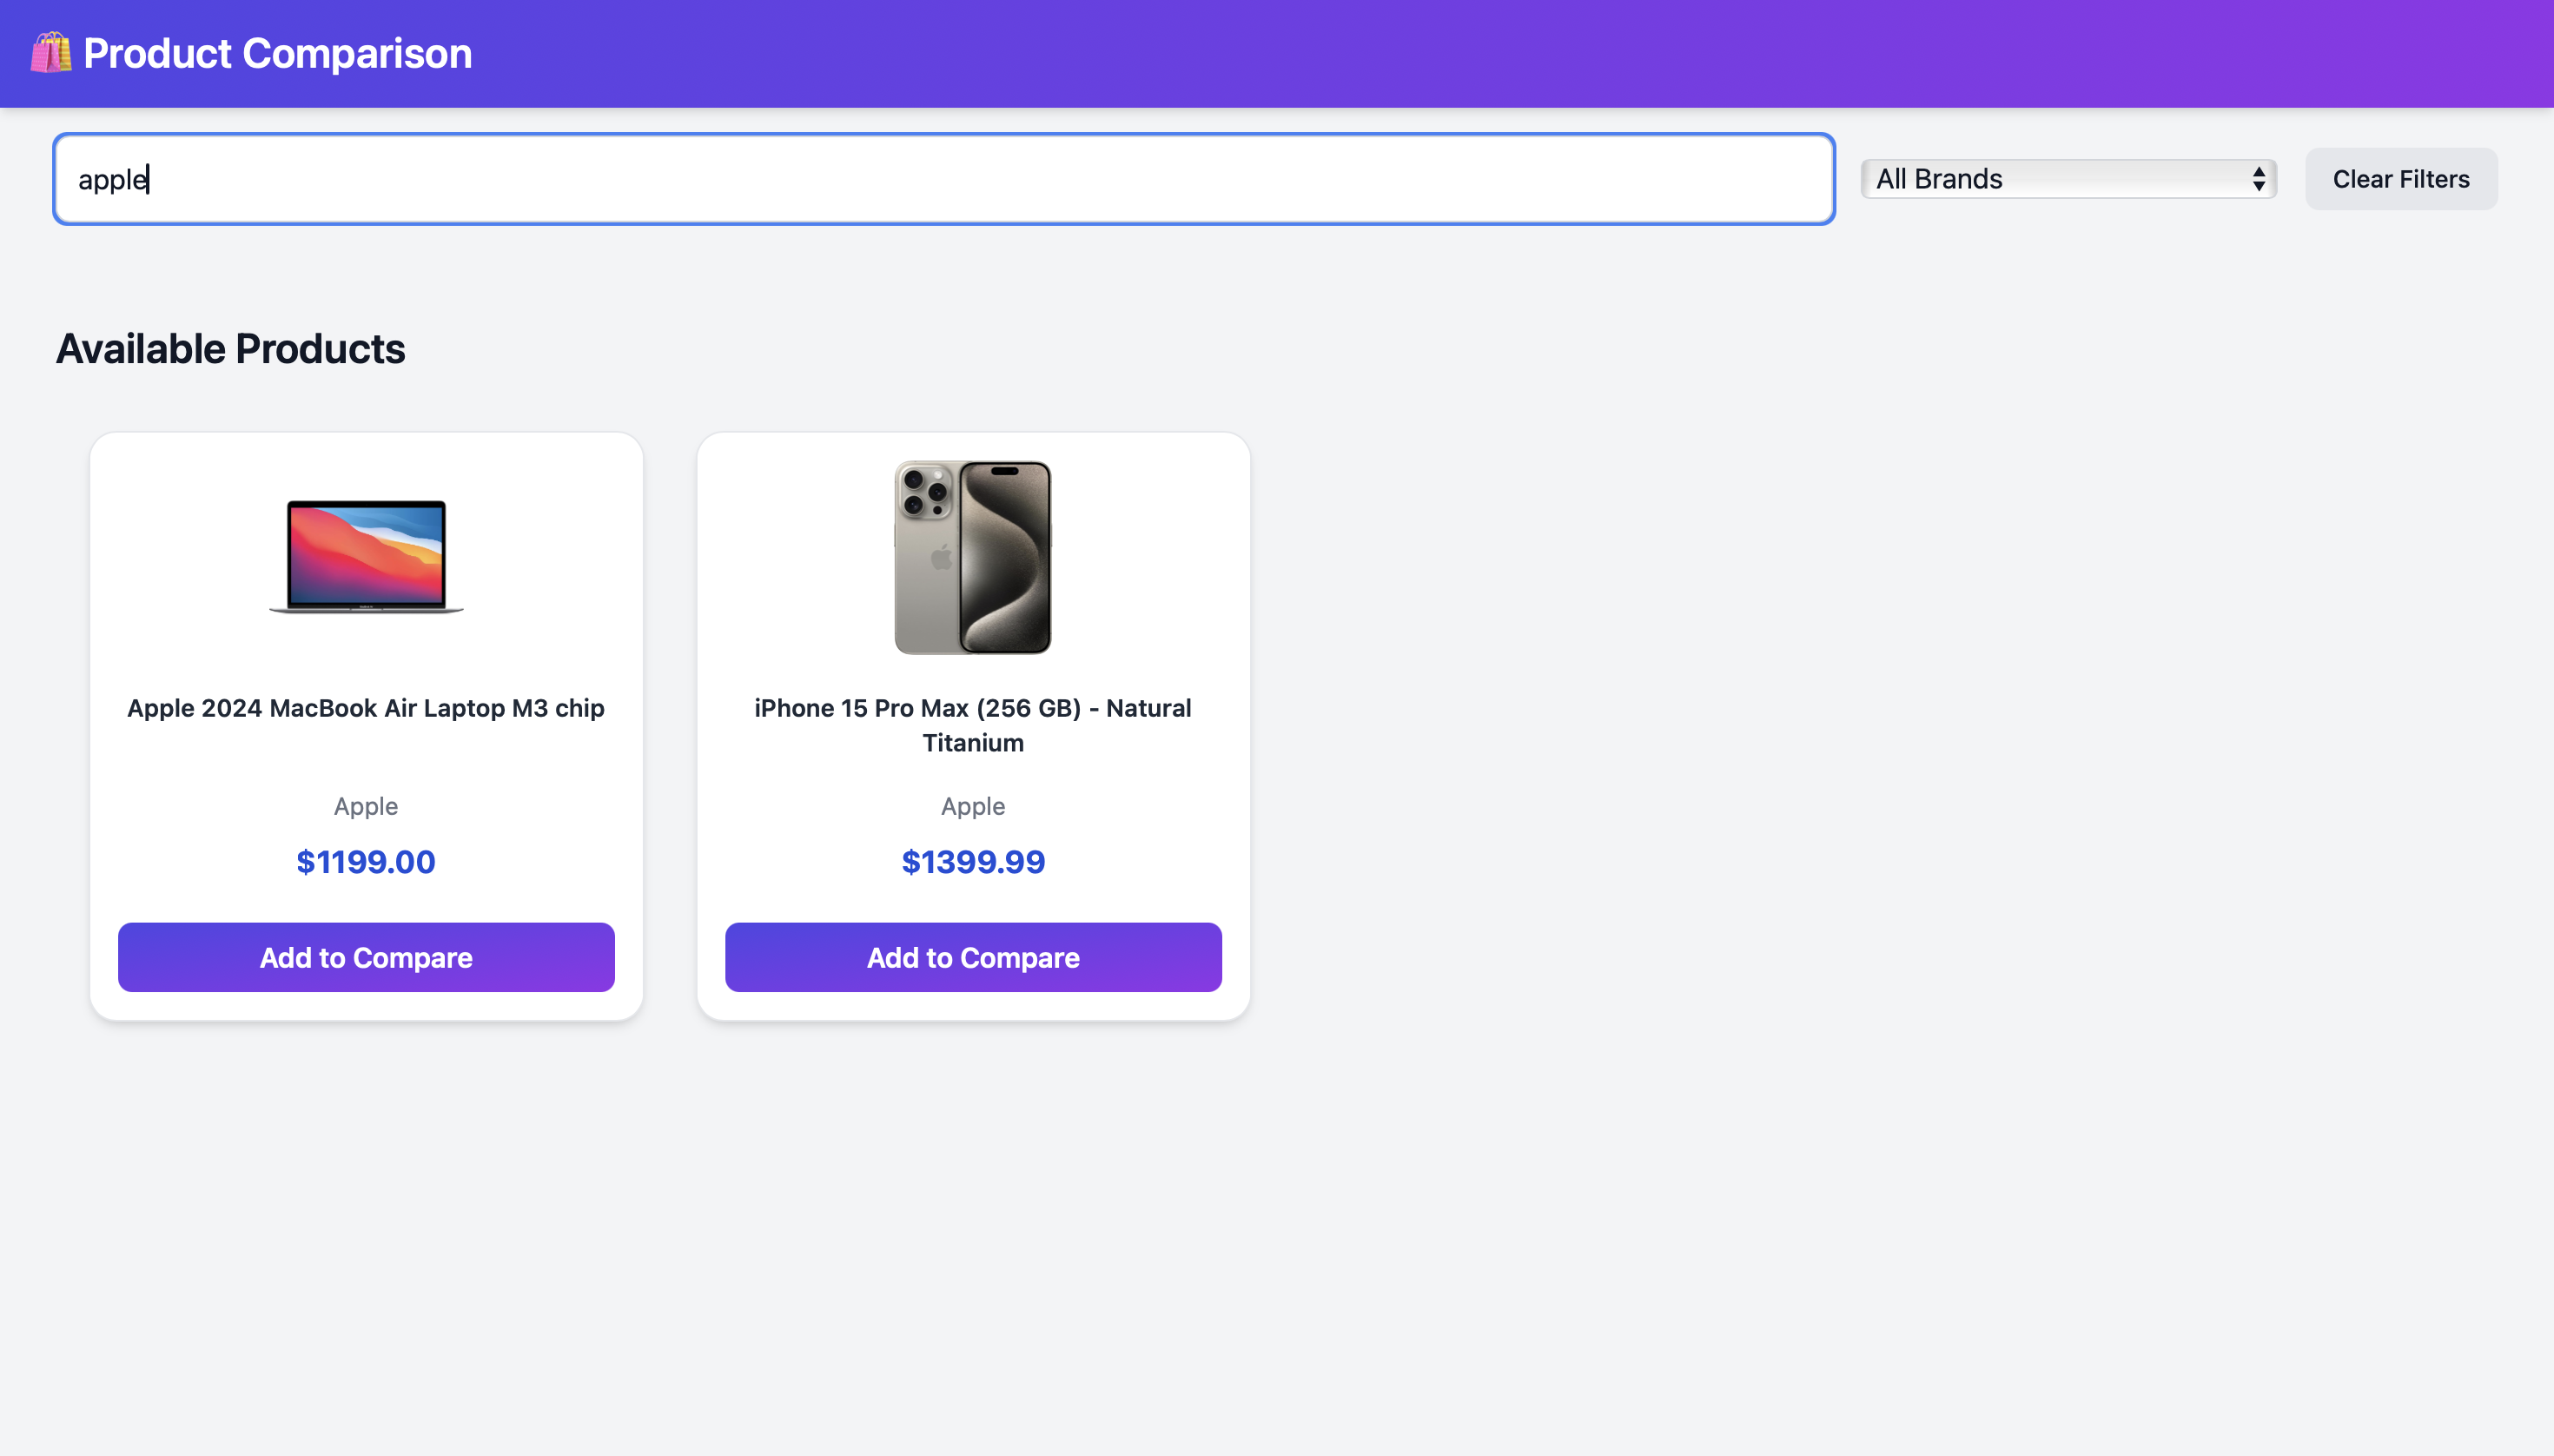 Product Comparison
apple
All Brands
Clear Filters
Available Products
Apple 2024 MacBook Air Laptop M3 chip
Apple
$1199.00
Add to Compare
iPhone 15 Pro Max (256 GB) - Natural
Titanium
Apple
$1399.99
Add to Compare